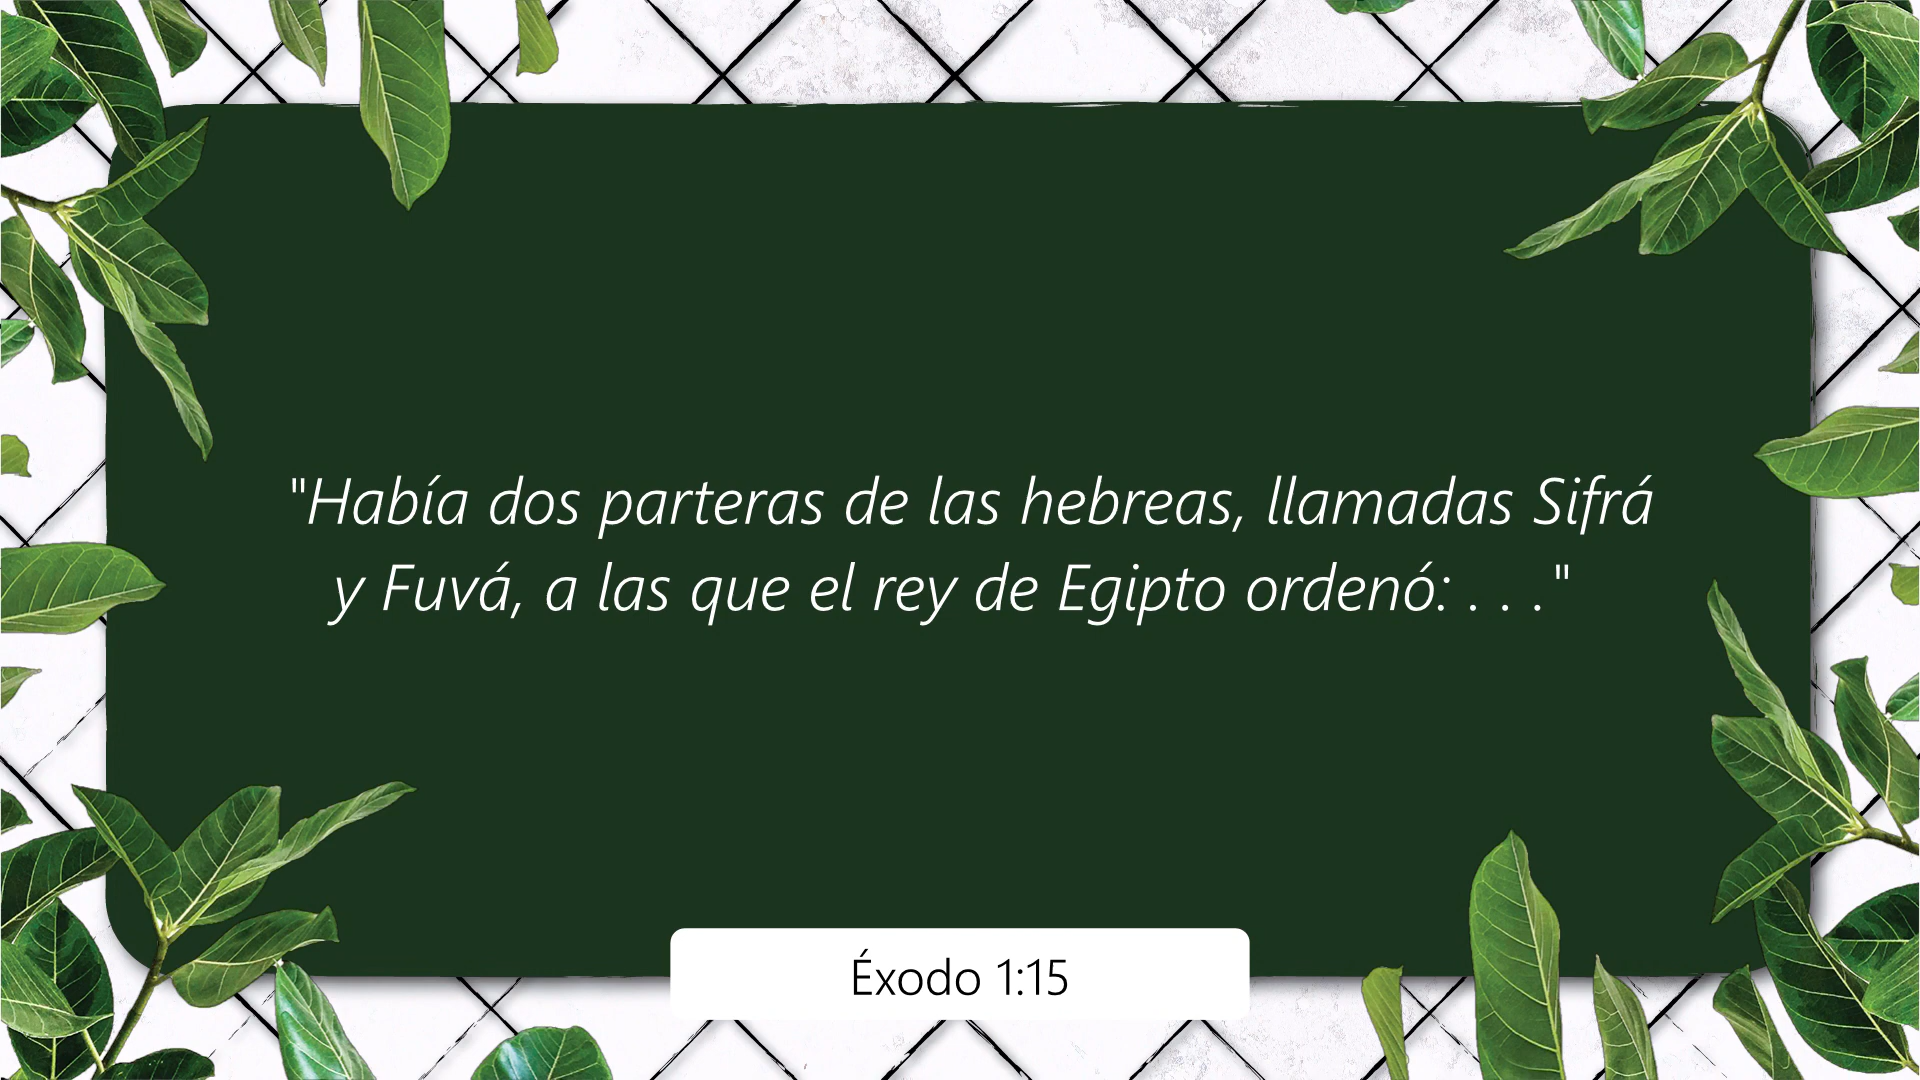 "Había dos parteras de las hebreas, llamadas Sifrá
y Fuvá, a las que el rey de Egipto ordenó: . . ."
Éxodo 1:15